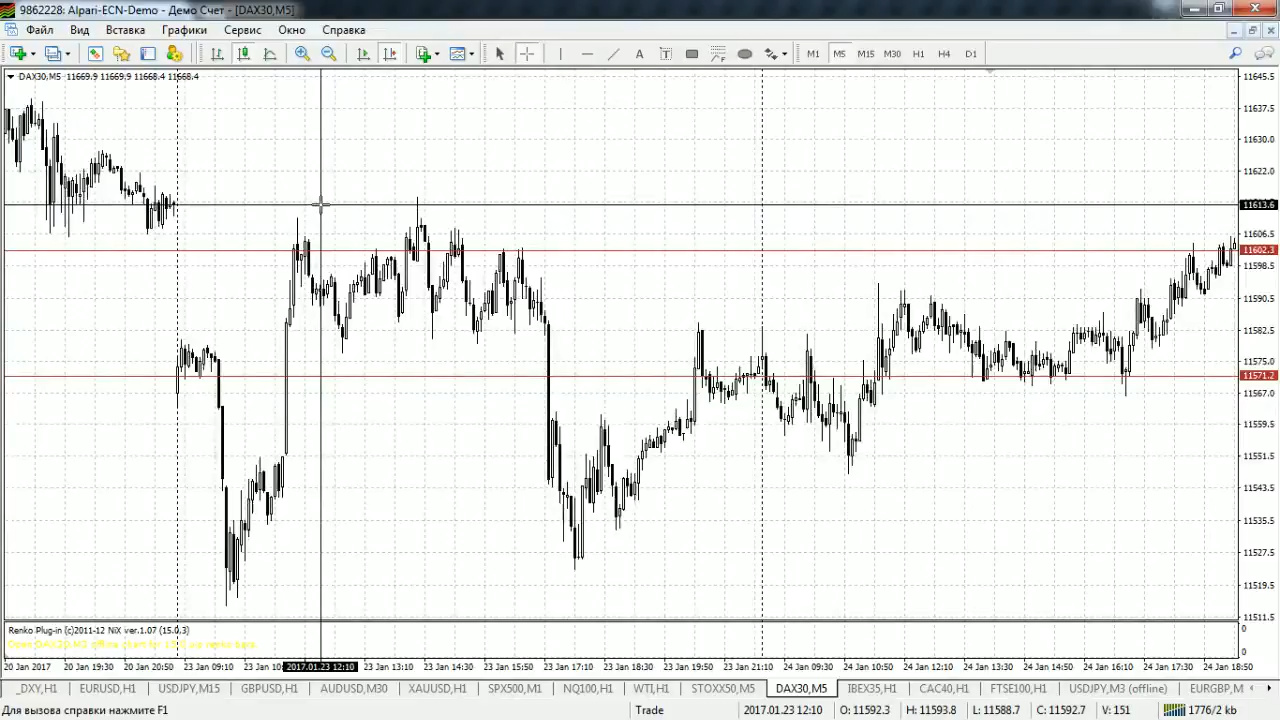 9862228: Alpari-ECN-Demo - Демо Счет - [DAX30,M5]
Файл Вид Вставка Графики Сервис Окно Справка
A T F M1 M5 M15 M30 H1 H4 D1
DAX30,M5 11669.9 11669.9 11668.4 11668.4
11645.5
11637.5
11630.0
11622.0
11613.6
11606.5
11602.3
11598.5
11590.5
11582.5
11575.0
11571.2
11567.0
11559.5
11551.5
11543.5
11535.5
11527.5
11519.5
11511.5
Renko Plug-in (c)2011-12 NiX ver.1.07 (15.0,3)
0
0
20 Jan 2017 20 Jan 19:30 20 Jan 20:50 23 Jan 09:10 23 Jan 10: 2017.01.23 12:10 23 Jan 13:10 23 Jan 14:30 23 Jan 15:50 23 Jan 17:10 23 Jan 18:30 23 Jan 19:50 23 Jan 21:10 24 Jan 09:30 24 Jan 10:50 24 Jan 12:10 24 Jan 13:30 24 Jan 14:50 24 Jan 16:10 24 Jan 17:30 24 Jan 18:50
_DXY,H1 EURUSD,H1 USDJPY,M15 GBPUSD,H1 AUDUSD,M30 XAUUSD,H1 SPX500,M1 NQ100,H1 WTI,H1 STOXX50,M5 DAX30,M5 IBEX35,H1 CAC40,H1 FTSE100,H1 USDJPY,M3 (offline) EURGBP,M
Для вызова справки нажмите F1 Trade 2017.01.23 12:10 O: 11592.3 H: 11593.8 L: 11588.7 C: 11592.7 V: 151 1776/2 kb